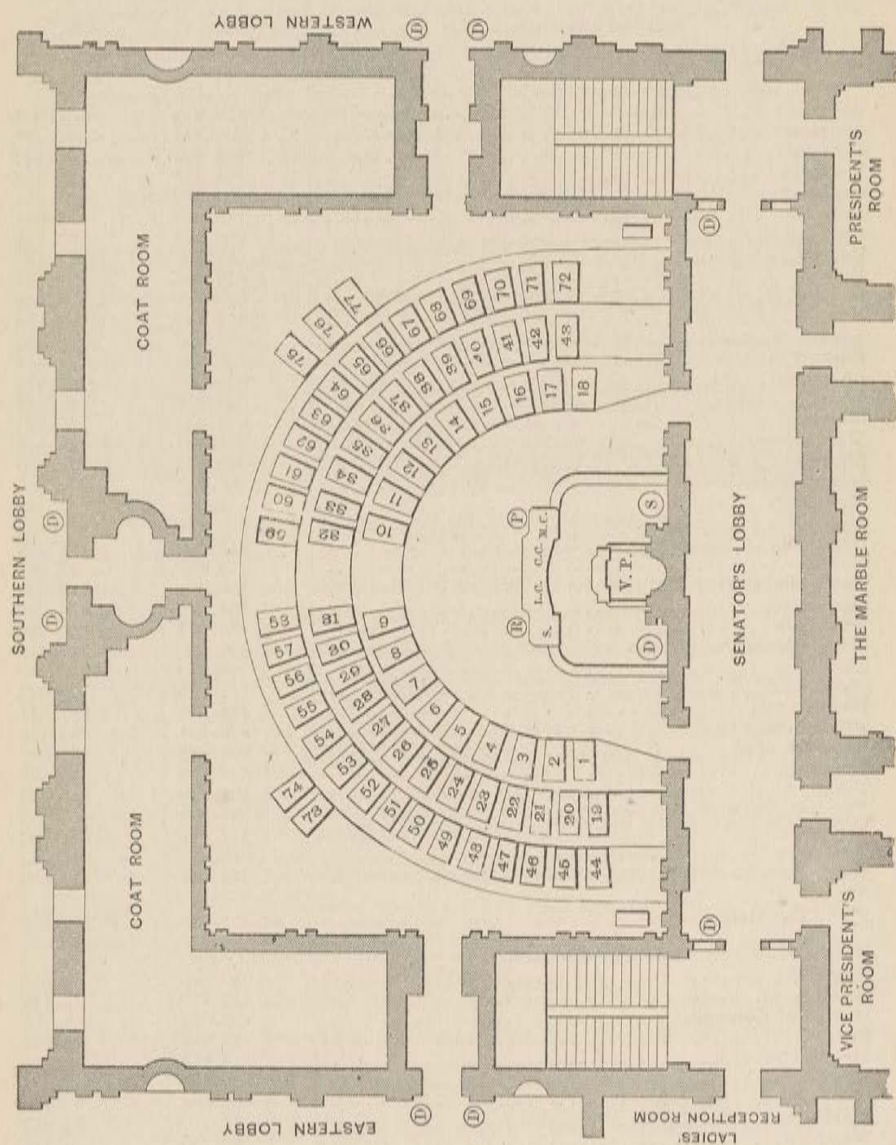 SOUTHERN LOBBY
EASTERN LOBBY
WESTERN LOBBY
COAT ROOM
COAT ROOM
D
D
D
D
D
D
73
74
75
76
77
44
45
46
47
48
49
50
51
52
53
54
55
56
57
58
59
60
61
62
63
64
65
66
67
68
69
70
71
72
19
20
21
22
23
24
25
26
27
28
29
30
31
32
33
34
35
36
37
38
39
40
41
42
43
1
2
3
4
5
6
7
8
9
10
11
12
13
14
15
16
17
18
R
P
S. L.C. C.C. M.C.
V. P.
D
S
D
D
SENATOR'S LOBBY
LADIES'
RECEPTION ROOM
VICE PRESIDENT'S
ROOM
THE MARBLE ROOM
PRESIDENT'S
ROOM